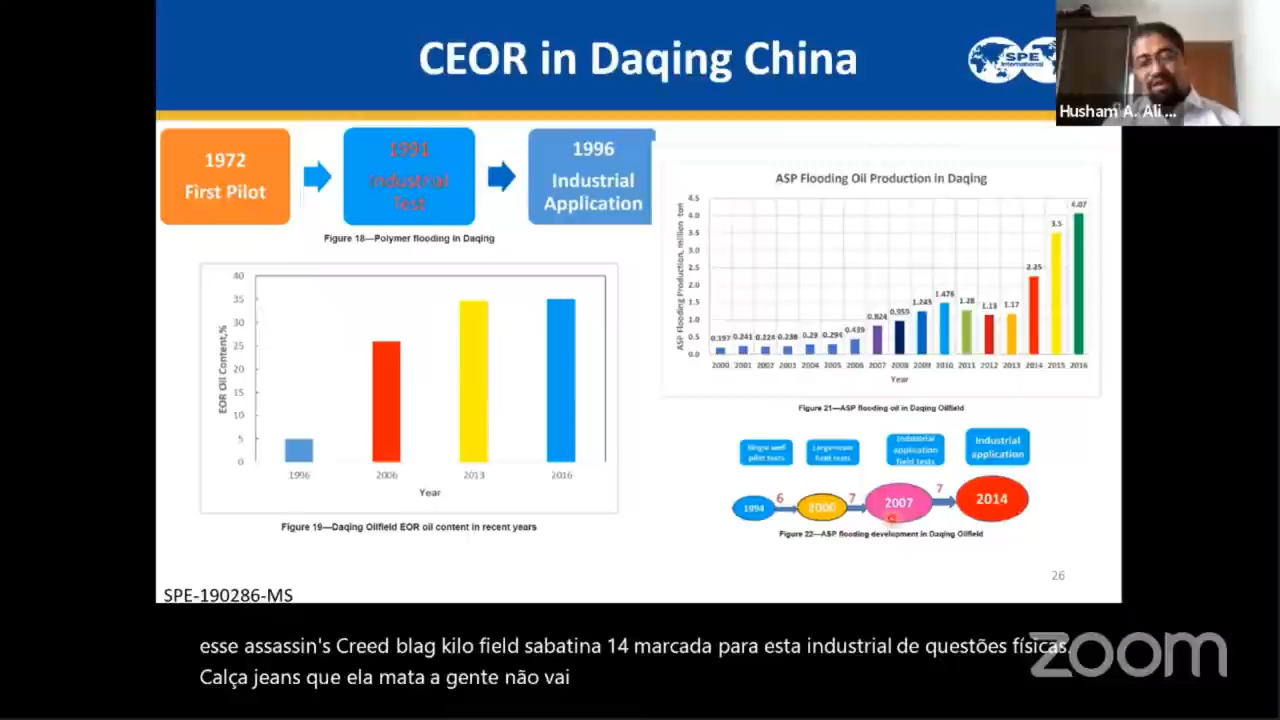 CEOR in Daqing China
SPE
International
Husham A. Ali ...
1972
First Pilot
1991
Industrial
Test
1996
Industrial
Application
Figure 18—Polymer flooding in Daqing
EOR Oil Content,%
40
35
30
25
20
15
10
5
0
1996 2006 2013 2016
Year
Figure 19—Daqing Oilfield EOR oil content in recent years
ASP Flooding Oil Production in Daqing
ASP Flooding Production, million ton
4.5
4.0
3.5
3.0
2.5
2.0
1.5
1.0
0.5
0.0
0.197 0.241 0.224 0.238 0.29 0.294 0.439 0.824 0.959 1.245 1.476 1.28 1.13 1.17 2.25 3.5 4.07
2000 2001 2002 2003 2004 2005 2006 2007 2008 2009 2010 2011 2012 2013 2014 2015 2016
Year
Figure 21—ASP flooding oil in Daqing Oilfield
Single well
pilot tests
field tests
Industrial
application
field tests
Industrial
application
1994 6 2000 7 2007 7 2014
Figure 22—ASP flooding development in Daqing Oilfield
26
SPE-190286-MS
esse assassin's Creed blag kilo field sabatina 14 marcada para esta industrial de questões físicas.
Calça jeans que ela mata a gente não vai
zoom